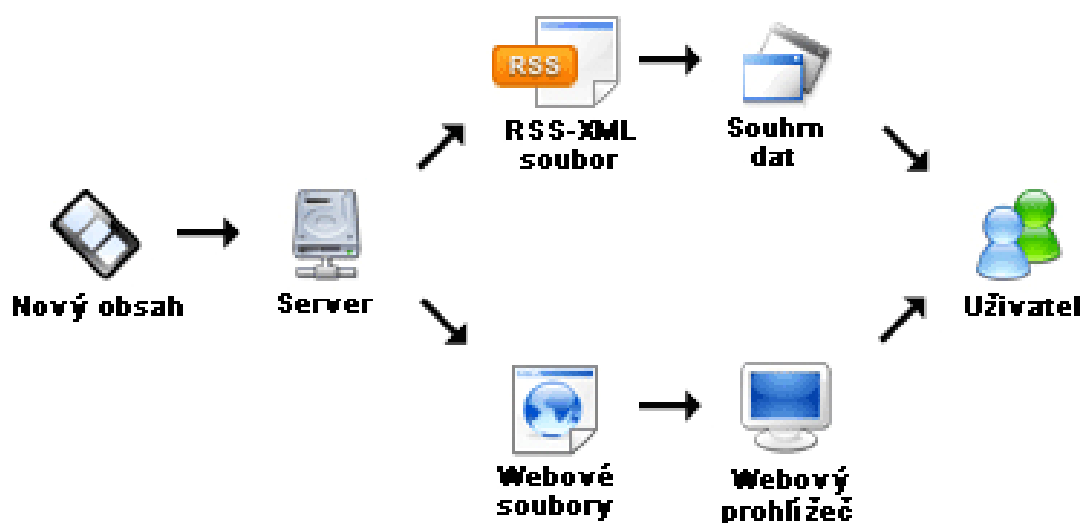 RSS
RSS-XML
soubor
Souhrn
dat
Nový obsah
Server
Uživatel
Webové
soubory
Webový
prohlížeč